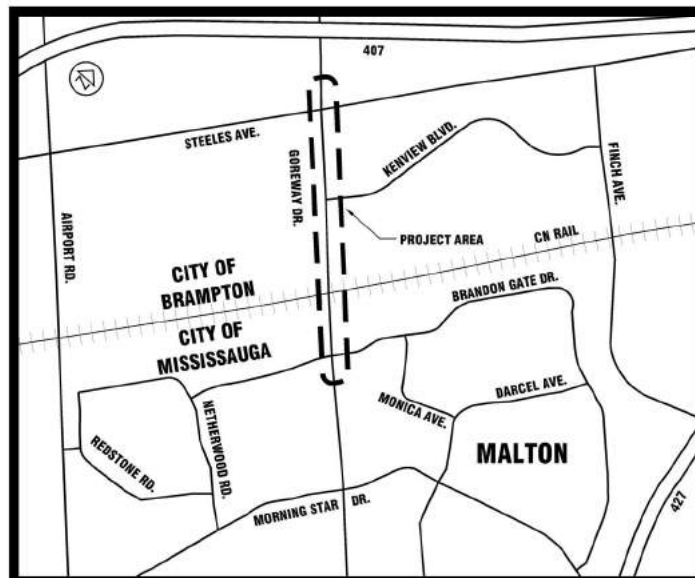 407
STEELES AVE.
KENVIEW BLVD.
GOREWAY DR.
FINCH AVE.
AIRPORT RD.
PROJECT AREA
CN RAIL
CITY OF
BRAMPTON
BRANDON GATE DR.
CITY OF
MISSISSAUGA
DARCEL AVE.
MONICA AVE.
NETHERWOOD RD.
REDSTONE RD.
MALTON
MORNING STAR DR.
427